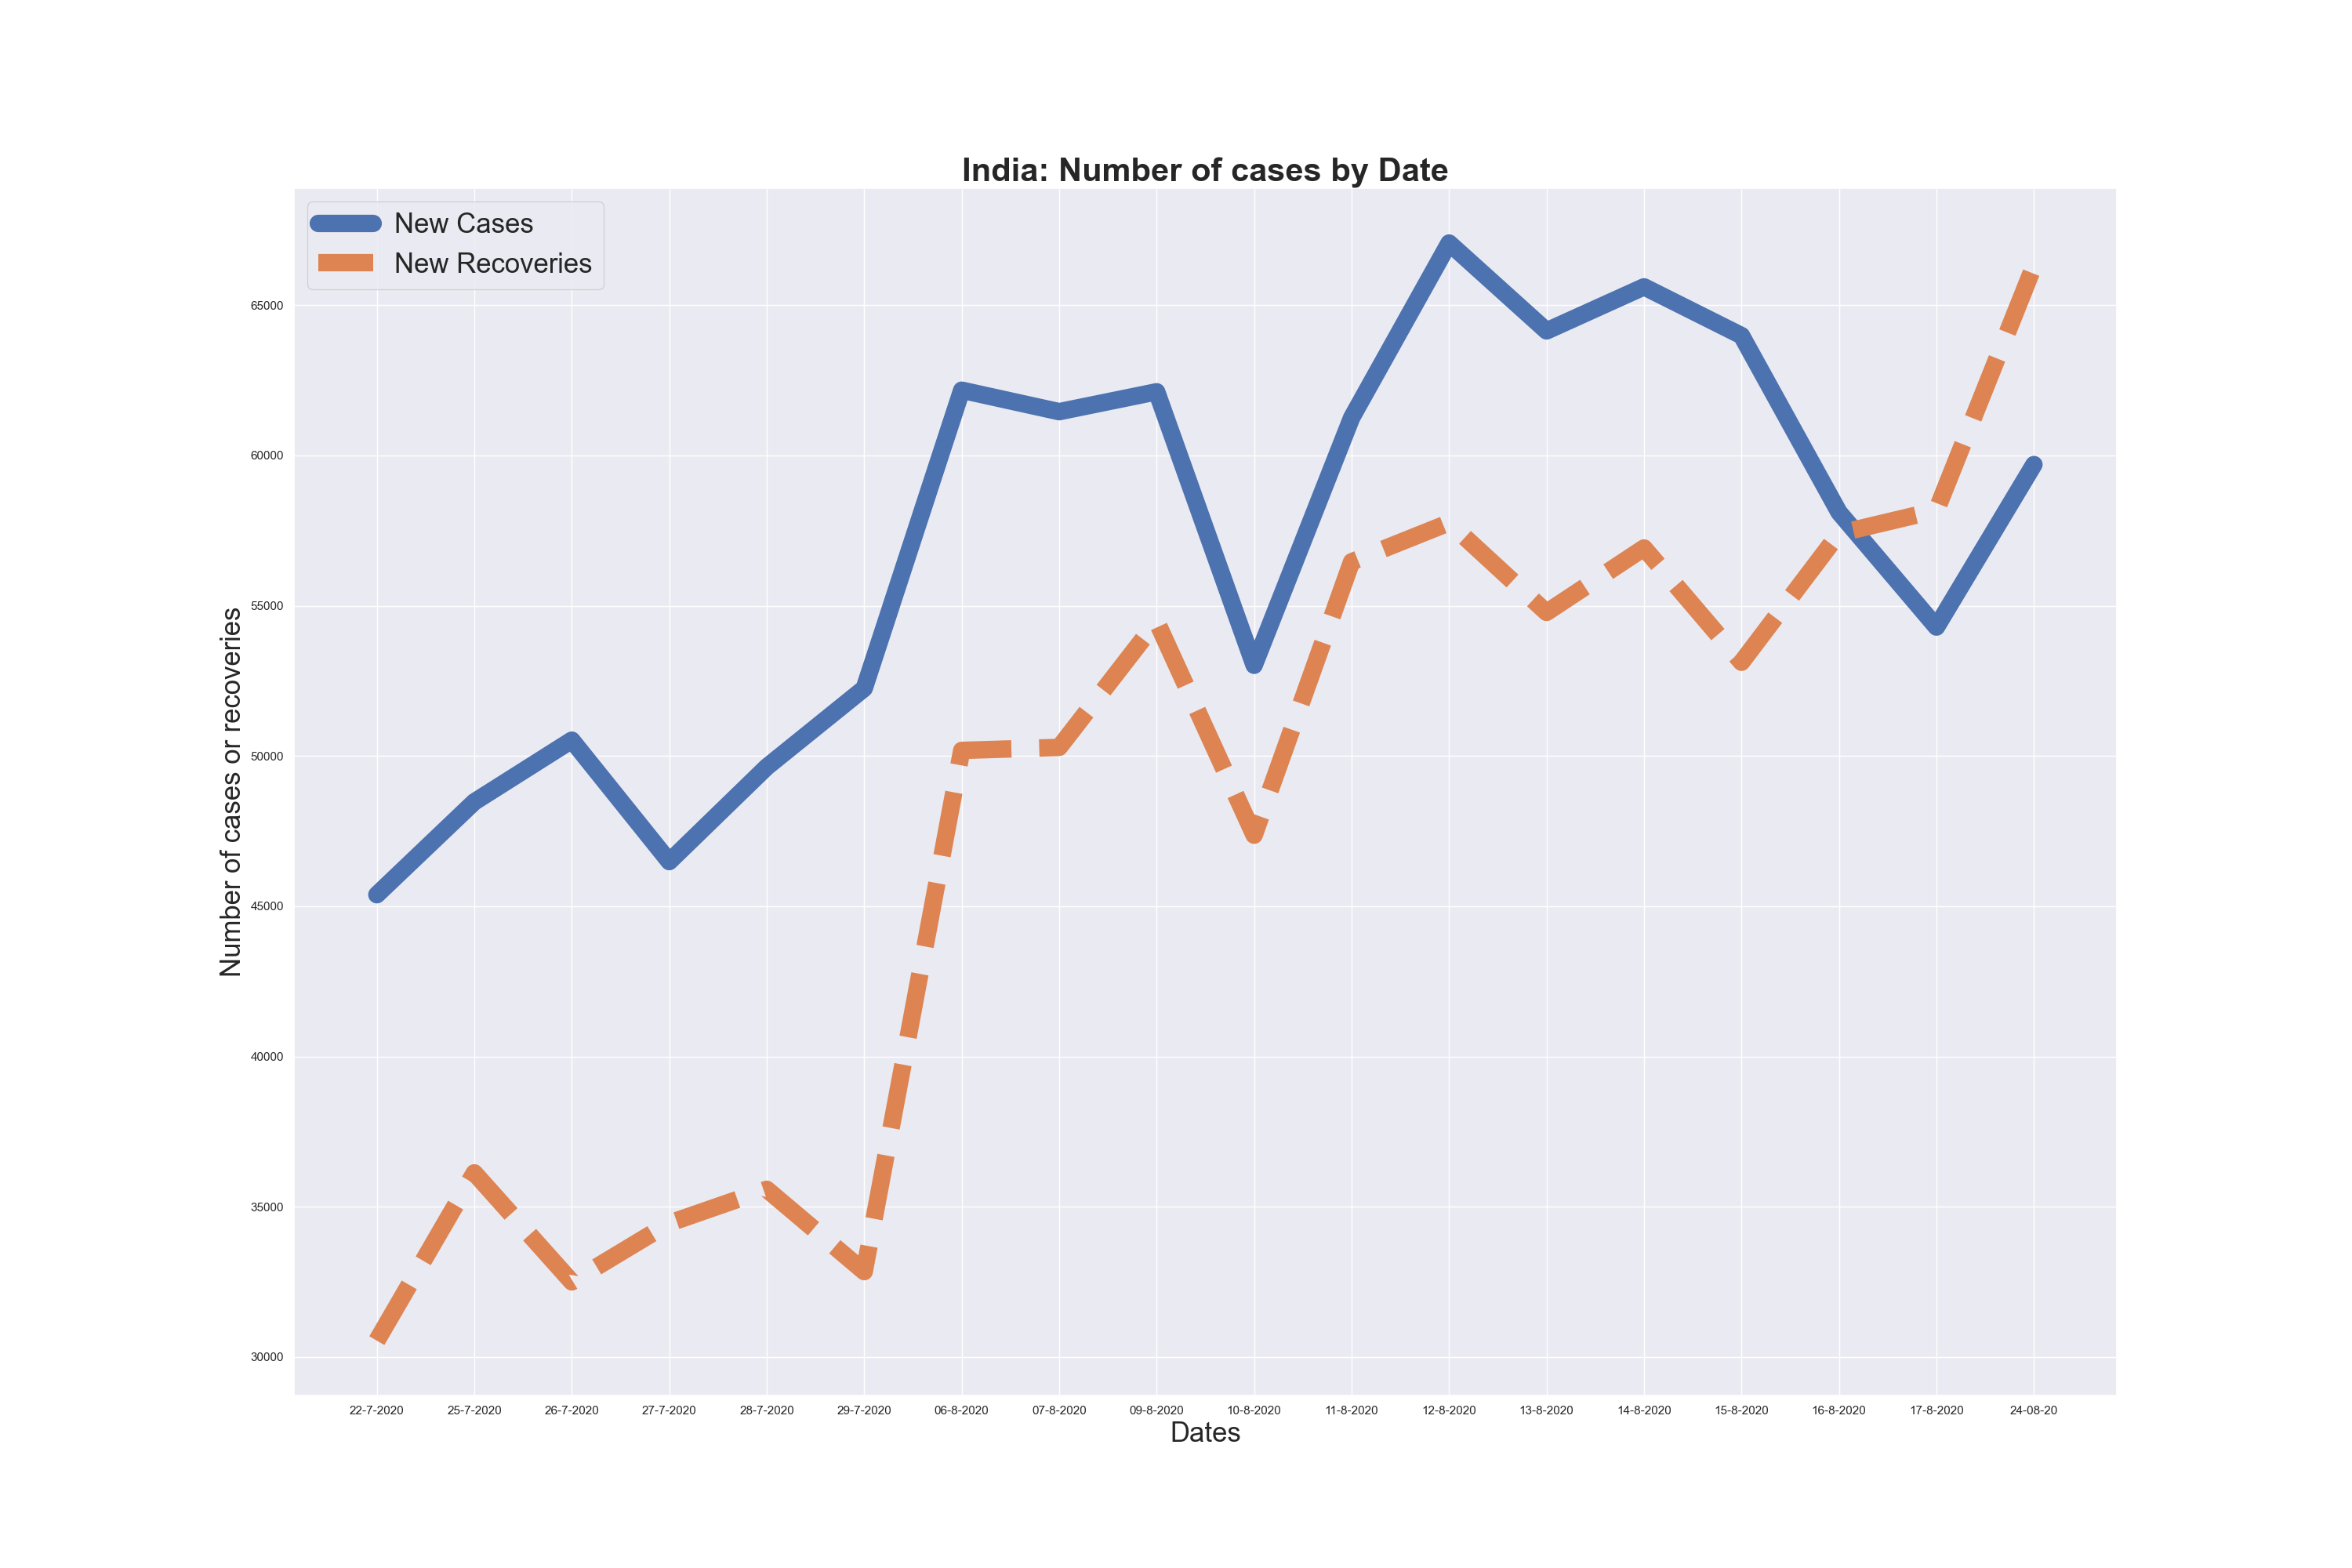 India: Number of cases by Date
New Cases
New Recoveries
65000
60000
55000
50000
45000
40000
35000
30000
Number of cases or recoveries
22-7-2020 25-7-2020 26-7-2020 27-7-2020 28-7-2020 29-7-2020 06-8-2020 07-8-2020 09-8-2020 10-8-2020 11-8-2020 12-8-2020 13-8-2020 14-8-2020 15-8-2020 16-8-2020 17-8-2020 24-08-20
Dates